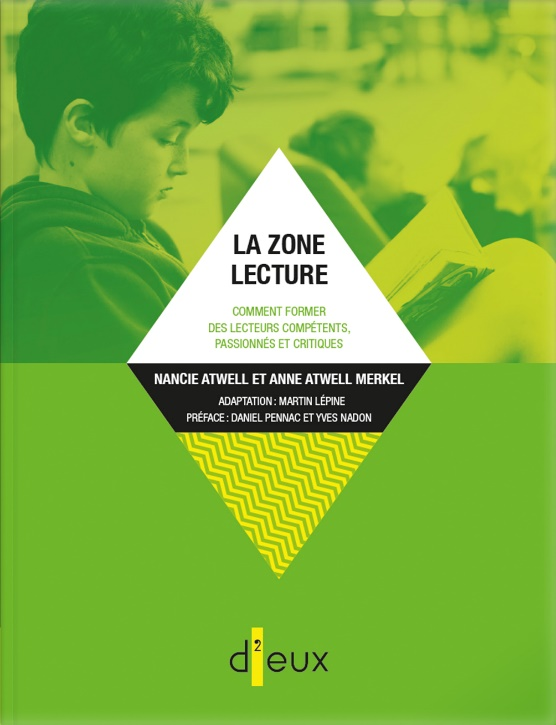 LA ZONE
LECTURE
COMMENT FORMER
DES LECTEURS COMPÉTENTS,
PASSIONNÉS ET CRITIQUES
NANCIE ATWELL ET ANNE ATWELL MERKEL
ADAPTATION : MARTIN LÉPINE
PRÉFACE : DANIEL PENNAC ET YVES NADON
d2eux